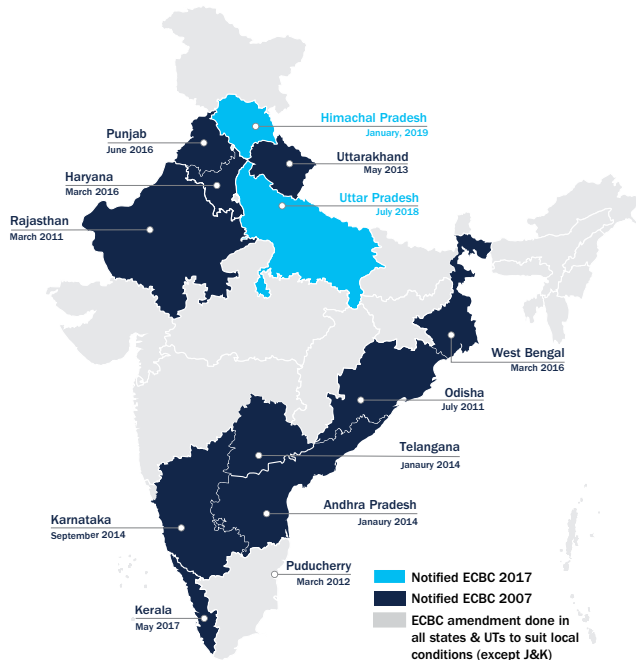 Himachal Pradesh
January, 2019
Punjab
June 2016
Uttarakhand
May 2013
Haryana
March 2016
Uttar Pradesh
July 2018
Rajasthan
March 2011
West Bengal
March 2016
Odisha
July 2011
Telangana
Janaury 2014
Andhra Pradesh
Janaury 2014
Karnataka
September 2014
Puducherry
March 2012
Kerala
May 2017
Notified ECBC 2017
Notified ECBC 2007
ECBC amendment done in
all states & UTs to suit local
conditions (except J&K)